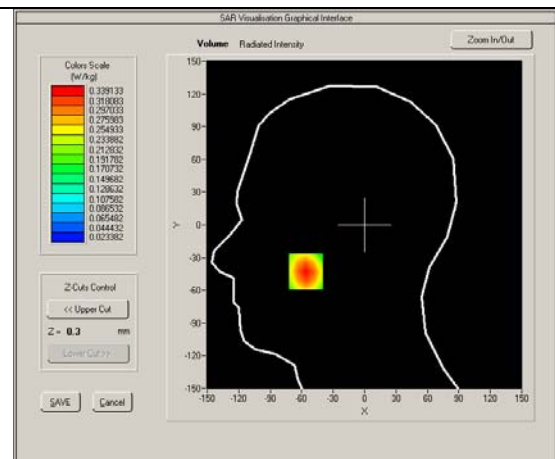 SAR Visualisation Graphical Interface
Volume Radiated Intensity
Zoom In/Out
Colors Scale
(W/kg)
0.339133
0.318083
0.297033
0.275983
0.254933
0.233882
0.212832
0.191782
0.170732
0.149682
0.128632
0.107582
0.086532
0.065482
0.044432
0.023382
150
120
90
60
30
0
-30
-60
-90
-120
-150
Y
-150 -120 -90 -60 -30 0 30 60 90 120 150
X
Z-Cuts Control
<< Upper Cut
Z = 0.3 mm
Lower Cut >>
SAVE Cancel